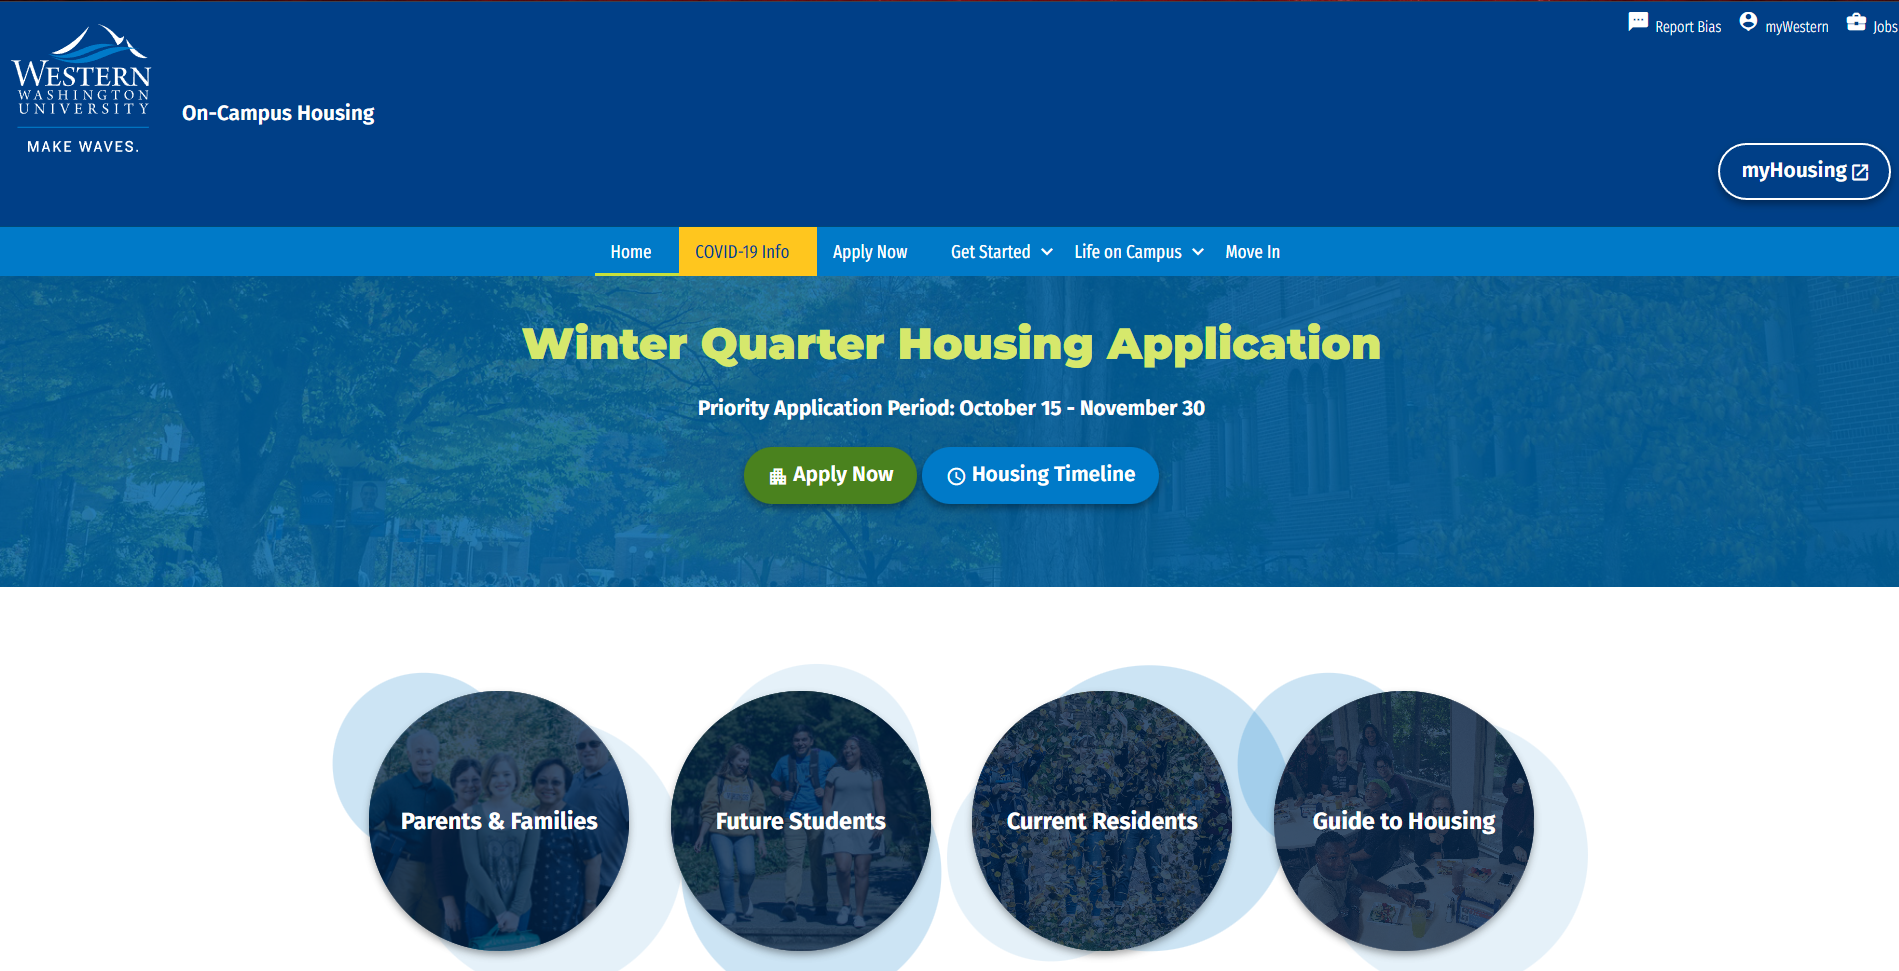 Report Bias
myWestern
Jobs
WESTERN
WASHINGTON
UNIVERSITY
MAKE WAVES.
On-Campus Housing
myHousing
Home
COVID-19 Info
Apply Now
Get Started
Life on Campus
Move In
Winter Quarter Housing Application
Priority Application Period: October 15 - November 30
Apply Now
Housing Timeline
Parents & Families
Future Students
Current Residents
Guide to Housing